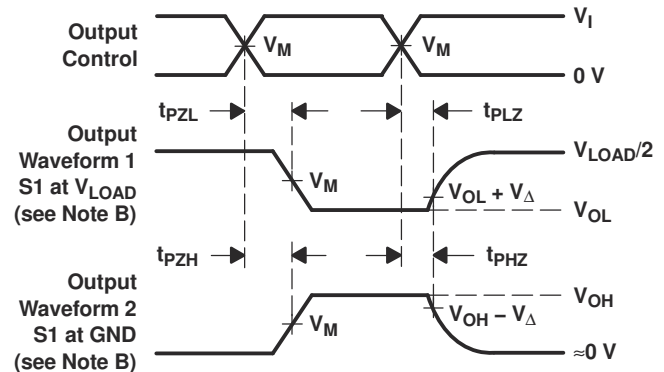 Output
Control
V_M
V_M
V_I
0 V
t_PZL
t_PLZ
Output
Waveform 1
S1 at V_LOAD
(see Note B)
V_M
V_LOAD/2
V_OL + V_Δ
V_OL
t_PZH
t_PHZ
Output
Waveform 2
S1 at GND
(see Note B)
V_M
V_OH
V_OH − V_Δ
≈0 V